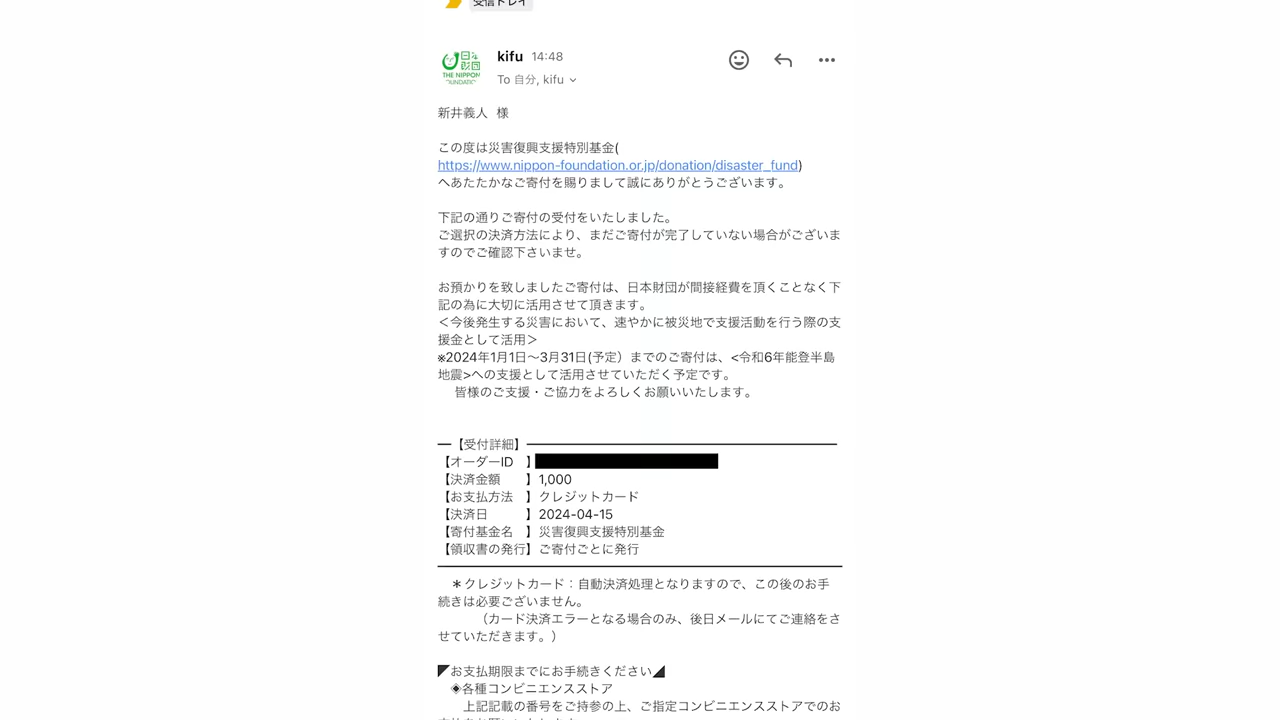 受信トレイ
kifu 14:48
THE NIPPON
FOUNDATION
To 自分, kifu
新井義人 様
この度は災害復興支援特別基金(
https://www.nippon-foundation.or.jp/donation/disaster_fund)
へあたたかなご寄付を賜りまして誠にありがとうございます。
下記の通りご寄付の受付をいたしました。
ご選択の決済方法により、まだご寄付が完了していない場合がございま
すのでご確認下さいませ。
お預かりを致しましたご寄付は、日本財団が間接経費を頂くことなく下
記の為に大切に活用させて頂きます。
＜今後発生する災害において、速やかに被災地で支援活動を行う際の支
援金として活用＞
※2024年1月1日〜3月31日(予定）までのご寄付は、<令和6年能登半島
地震>への支援として活用させていただく予定です。
皆様のご支援・ご協力をよろしくお願いいたします。
【受付詳細】
【オーダーID 】
【決済金額 】1,000
【お支払方法 】クレジットカード
【決済日 】2024-04-15
【寄付基金名 】災害復興支援特別基金
【領収書の発行】ご寄付ごとに発行
＊クレジットカード：自動決済処理となりますので、この後のお手
続きは必要ございません。
（カード決済エラーとなる場合のみ、後日メールにてご連絡をさ
せていただきます。）
◤お支払期限までにお手続きください◢
◈各種コンビニエンスストア
上記記載の番号をご持参の上、ご指定コンビニエンスストアでのお